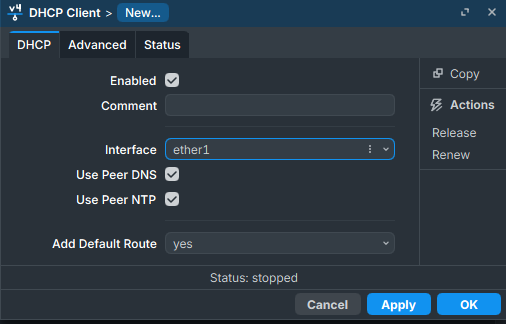 v4 DHCP Client > New...
DHCP Advanced Status
Enabled
Copy
Comment
Actions
Interface ether1
Release
Use Peer DNS
Renew
Use Peer NTP
Add Default Route yes
Status: stopped
Cancel Apply OK